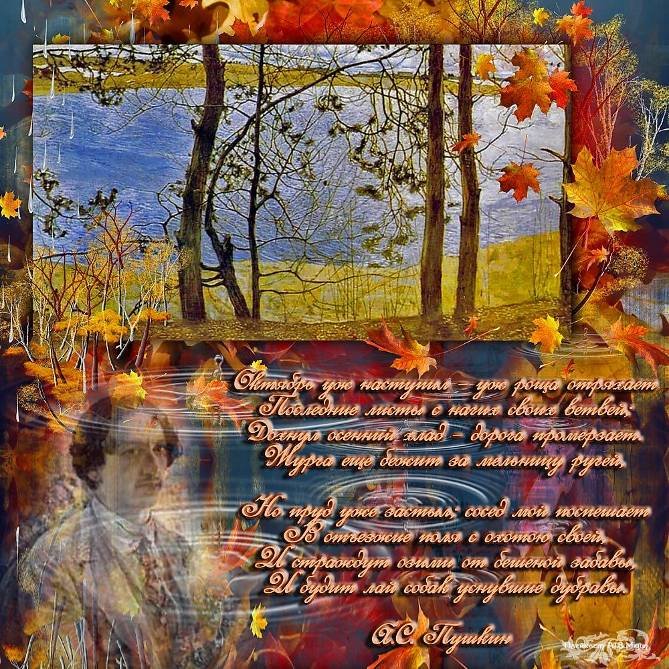 Октябрь уж наступил — уж роща отряхает
Последние листы с нагих своих ветвей;
Дохнул осенний хлад — дорога промерзает.
Журча еще бежит за мельницу ручей,
Но пруд уже застыл; сосед мой поспешает
В отъезжие поля с охотою своей,
И страждут озими от бешеной забавы,
И будит лай собак уснувшие дубравы.
А.С. Пушкин